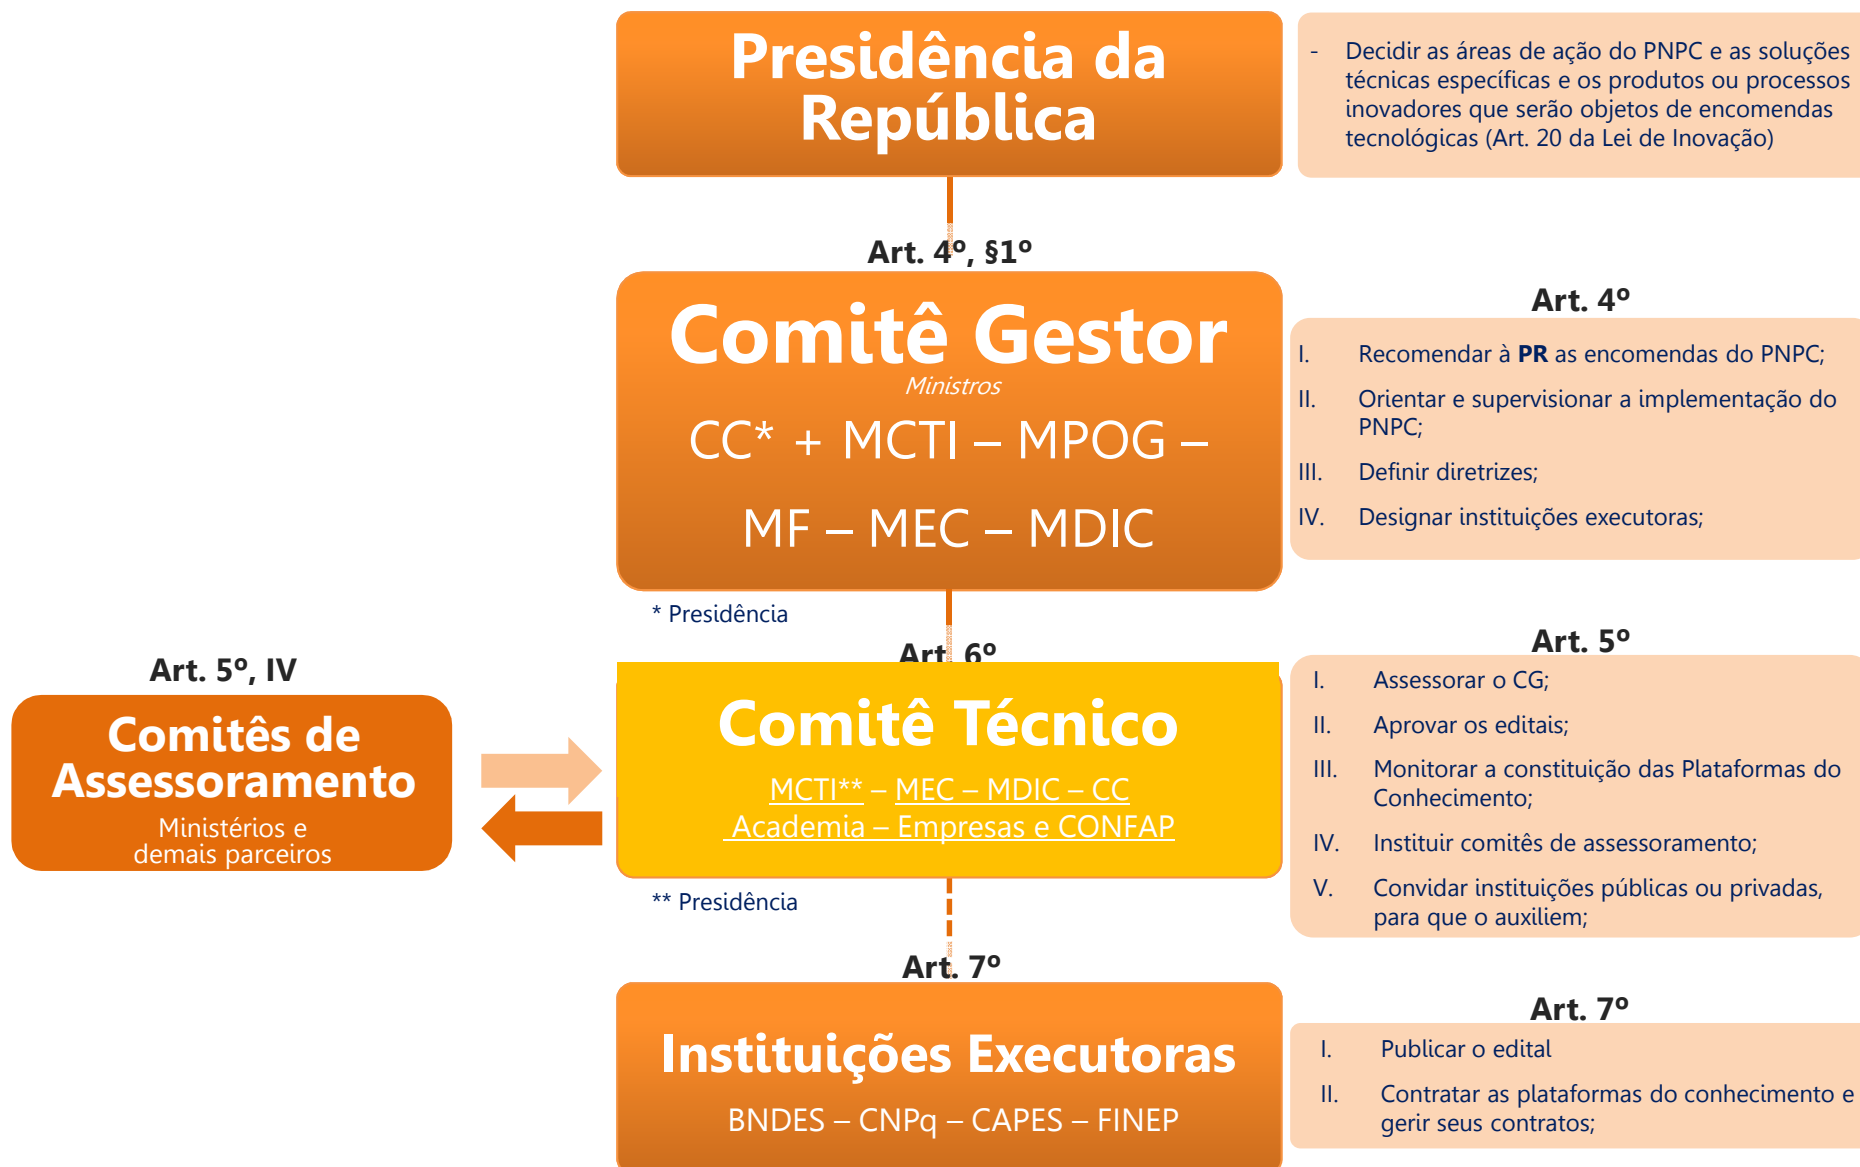 Presidência da
República
- Decidir as áreas de ação do PNPC e as soluções
técnicas específicas e os produtos ou processos
inovadores que serão objetos de encomendas
tecnológicas (Art. 20 da Lei de Inovação)
Art. 4º, §1º
Comitê Gestor
Ministros
CC* + MCTI – MPOG –
MF – MEC – MDIC
* Presidência
Art. 4º
I. Recomendar à PR as encomendas do PNPC;
II. Orientar e supervisionar a implementação do
PNPC;
III. Definir diretrizes;
IV. Designar instituições executoras;
Art. 6º
Comitê Técnico
MCTI** – MEC – MDIC – CC
Academia – Empresas e CONFAP
** Presidência
Art. 5º, IV
Comitês de
Assessoramento
Ministérios e
demais parceiros
Art. 5º
I. Assessorar o CG;
II. Aprovar os editais;
III. Monitorar a constituição das Plataformas do
Conhecimento;
IV. Instituir comitês de assessoramento;
V. Convidar instituições públicas ou privadas,
para que o auxiliem;
Art. 7º
Instituições Executoras
BNDES – CNPq – CAPES – FINEP
Art. 7º
I. Publicar o edital
II. Contratar as plataformas do conhecimento e
gerir seus contratos;